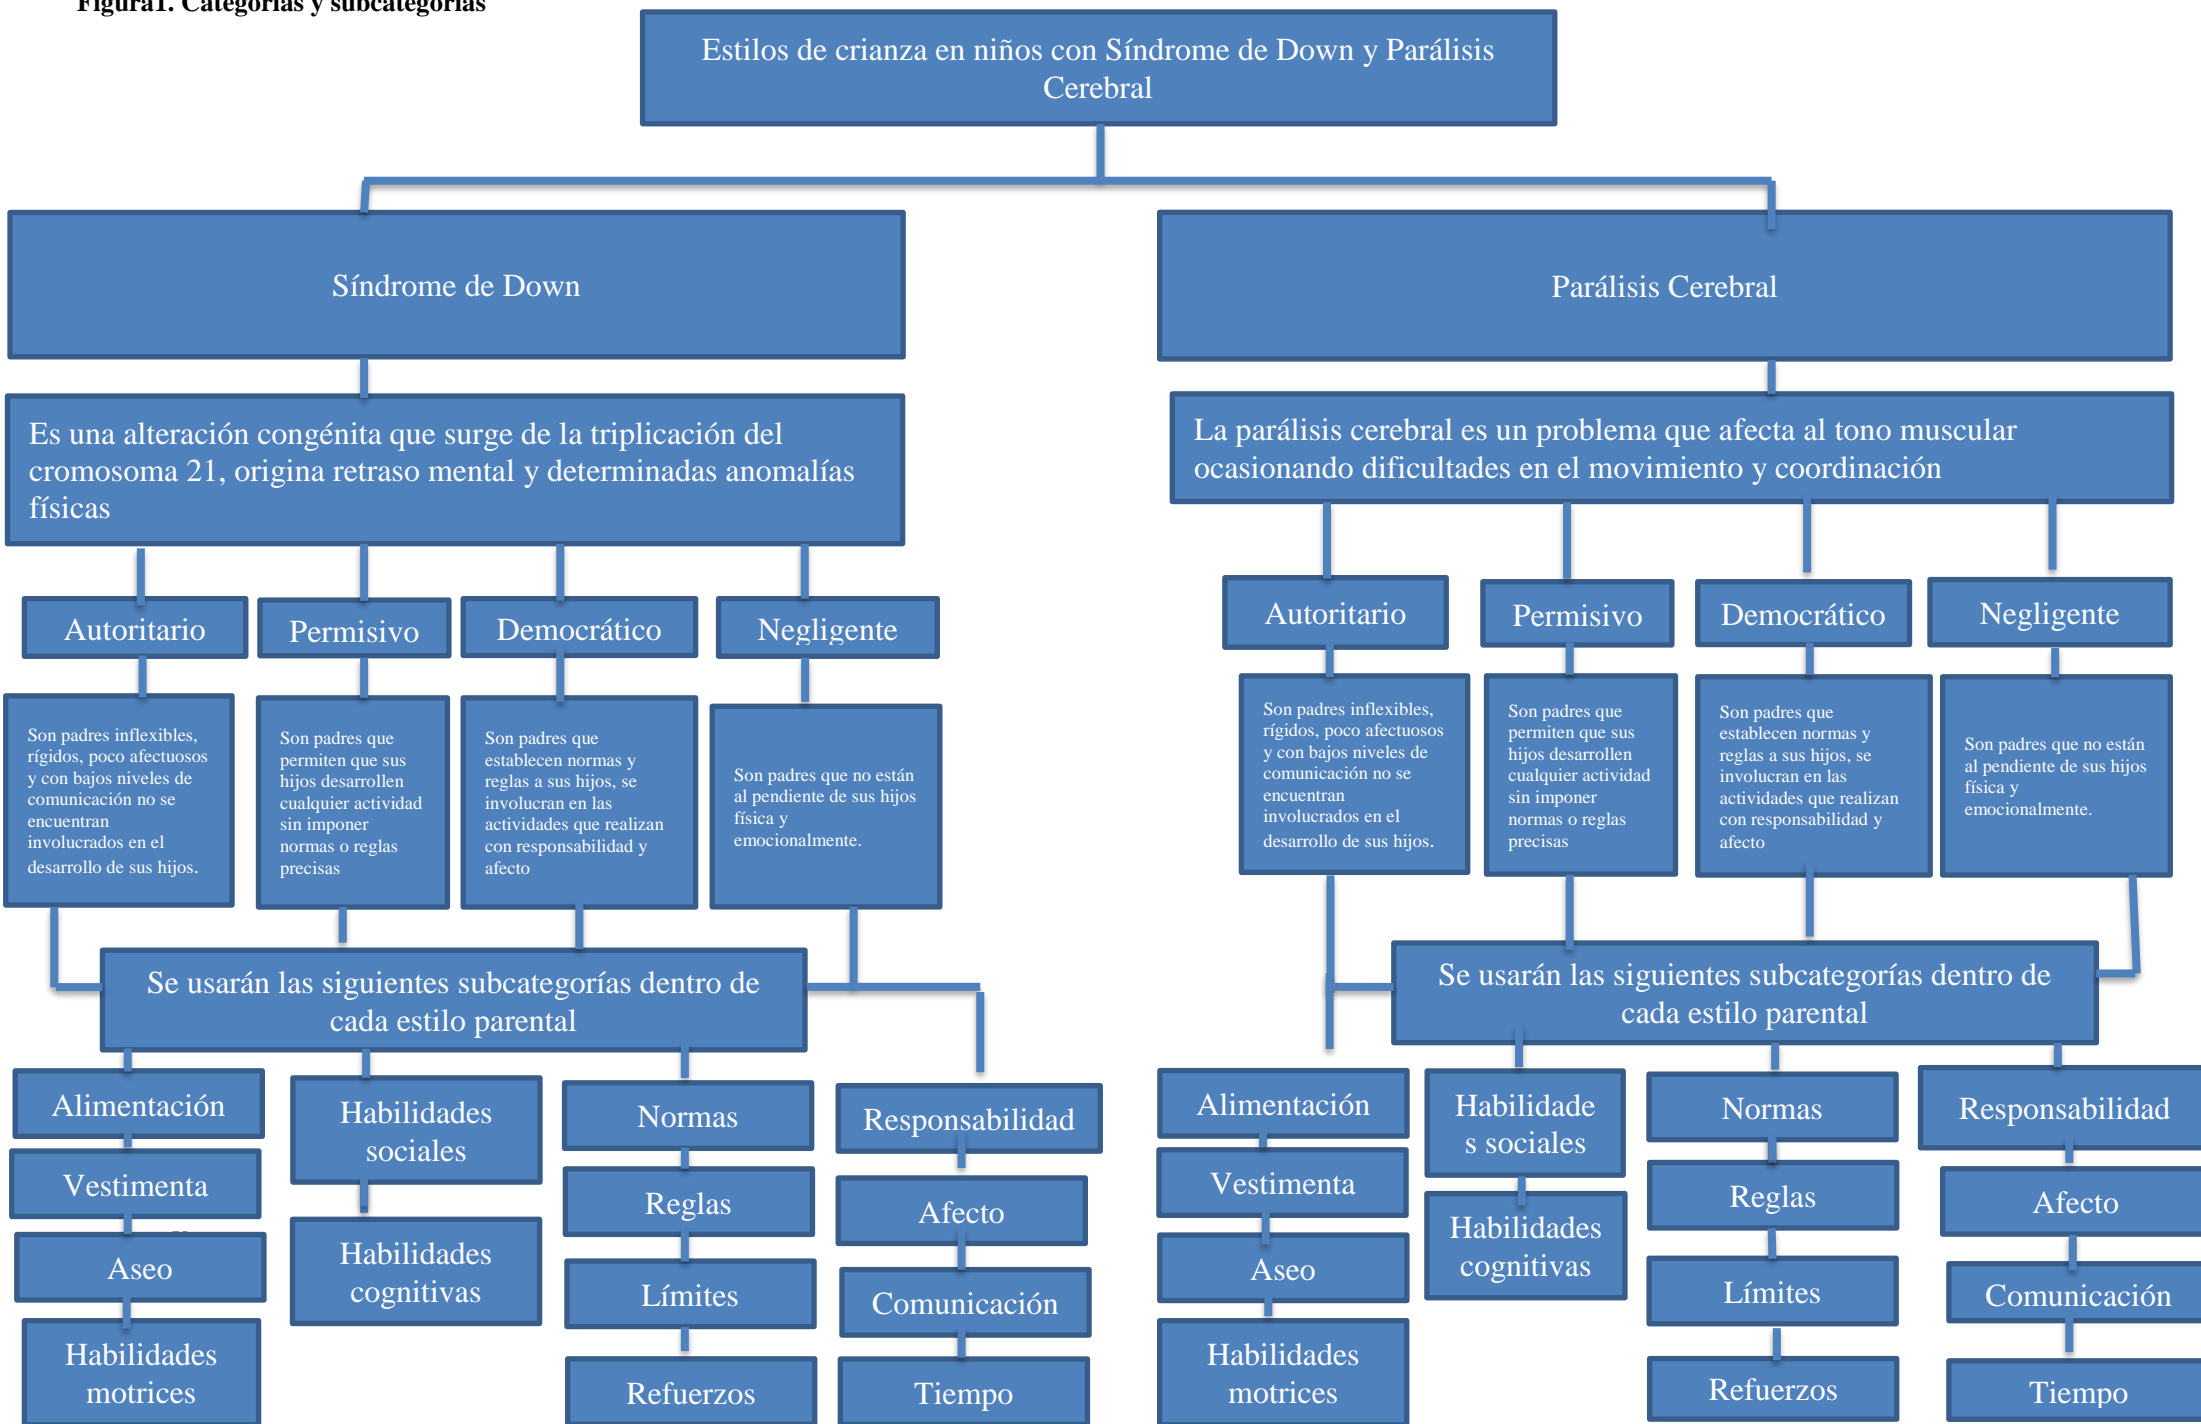 Figura1. Categorías y subcategorías
Estilos de crianza en niños con Síndrome de Down y Parálisis
Cerebral
Síndrome de Down
Parálisis Cerebral
Es una alteración congénita que surge de la triplicación del
cromosoma 21, origina retraso mental y determinadas anomalías
físicas
La parálisis cerebral es un problema que afecta al tono muscular
ocasionando dificultades en el movimiento y coordinación
Autoritario
Permisivo
Democrático
Negligente
Autoritario
Permisivo
Democrático
Negligente
Son padres inflexibles,
rígidos, poco afectuosos
y con bajos niveles de
comunicación no se
encuentran
involucrados en el
desarrollo de sus hijos.
Son padres que
permiten que sus
hijos desarrollen
cualquier actividad
sin imponer
normas o reglas
precisas
Son padres que
establecen normas y
reglas a sus hijos, se
involucran en las
actividades que realizan
con responsabilidad y
afecto
Son padres que no están
al pendiente de sus hijos
física y
emocionalmente.
Son padres inflexibles,
rígidos, poco afectuosos
y con bajos niveles de
comunicación no se
encuentran
involucrados en el
desarrollo de sus hijos.
Son padres que
permiten que sus
hijos desarrollen
cualquier actividad
sin imponer
normas o reglas
precisas
Son padres que
establecen normas y
reglas a sus hijos, se
involucran en las
actividades que realizan
con responsabilidad y
afecto
Son padres que no están
al pendiente de sus hijos
física y
emocionalmente.
Se usarán las siguientes subcategorías dentro de
cada estilo parental
Se usarán las siguientes subcategorías dentro de
cada estilo parental
Alimentación
Vestimenta
Aseo
Habilidades
motrices
Habilidades
sociales
Habilidades
cognitivas
Normas
Reglas
Límites
Refuerzos
Responsabilidad
Afecto
Comunicación
Tiempo
Alimentación
Vestimenta
Aseo
Habilidades
motrices
Habilidade
s sociales
Habilidades
cognitivas
Normas
Reglas
Límites
Refuerzos
Responsabilidad
Afecto
Comunicación
Tiempo